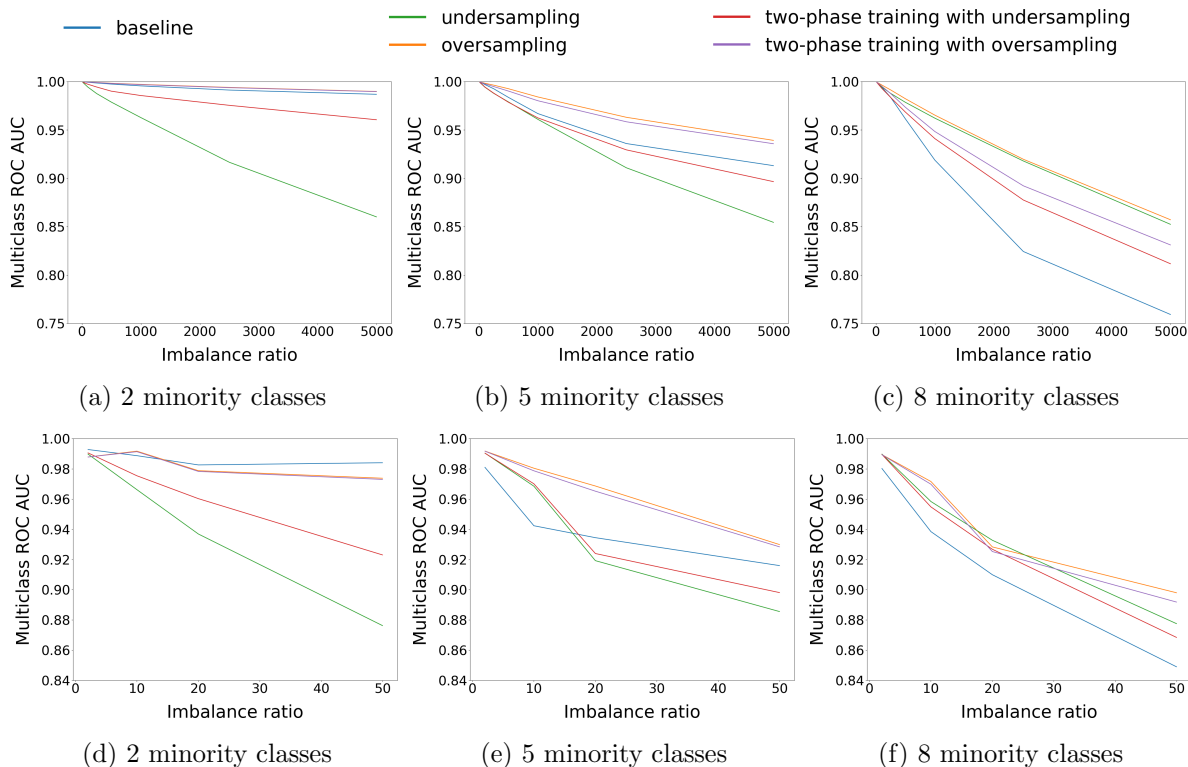 baseline
undersampling
oversampling
two-phase training with undersampling
two-phase training with oversampling
Multiclass ROC AUC
1.00
0.95
0.90
0.85
0.80
0.75
0 1000 2000 3000 4000 5000
Imbalance ratio
(a) 2 minority classes
Multiclass ROC AUC
1.00
0.95
0.90
0.85
0.80
0.75
0 1000 2000 3000 4000 5000
Imbalance ratio
(b) 5 minority classes
Multiclass ROC AUC
1.00
0.95
0.90
0.85
0.80
0.75
0 1000 2000 3000 4000 5000
Imbalance ratio
(c) 8 minority classes
Multiclass ROC AUC
1.00
0.98
0.96
0.94
0.92
0.90
0.88
0.86
0.84
0 10 20 30 40 50
Imbalance ratio
(d) 2 minority classes
Multiclass ROC AUC
1.00
0.98
0.96
0.94
0.92
0.90
0.88
0.86
0.84
0 10 20 30 40 50
Imbalance ratio
(e) 5 minority classes
Multiclass ROC AUC
1.00
0.98
0.96
0.94
0.92
0.90
0.88
0.86
0.84
0 10 20 30 40 50
Imbalance ratio
(f) 8 minority classes